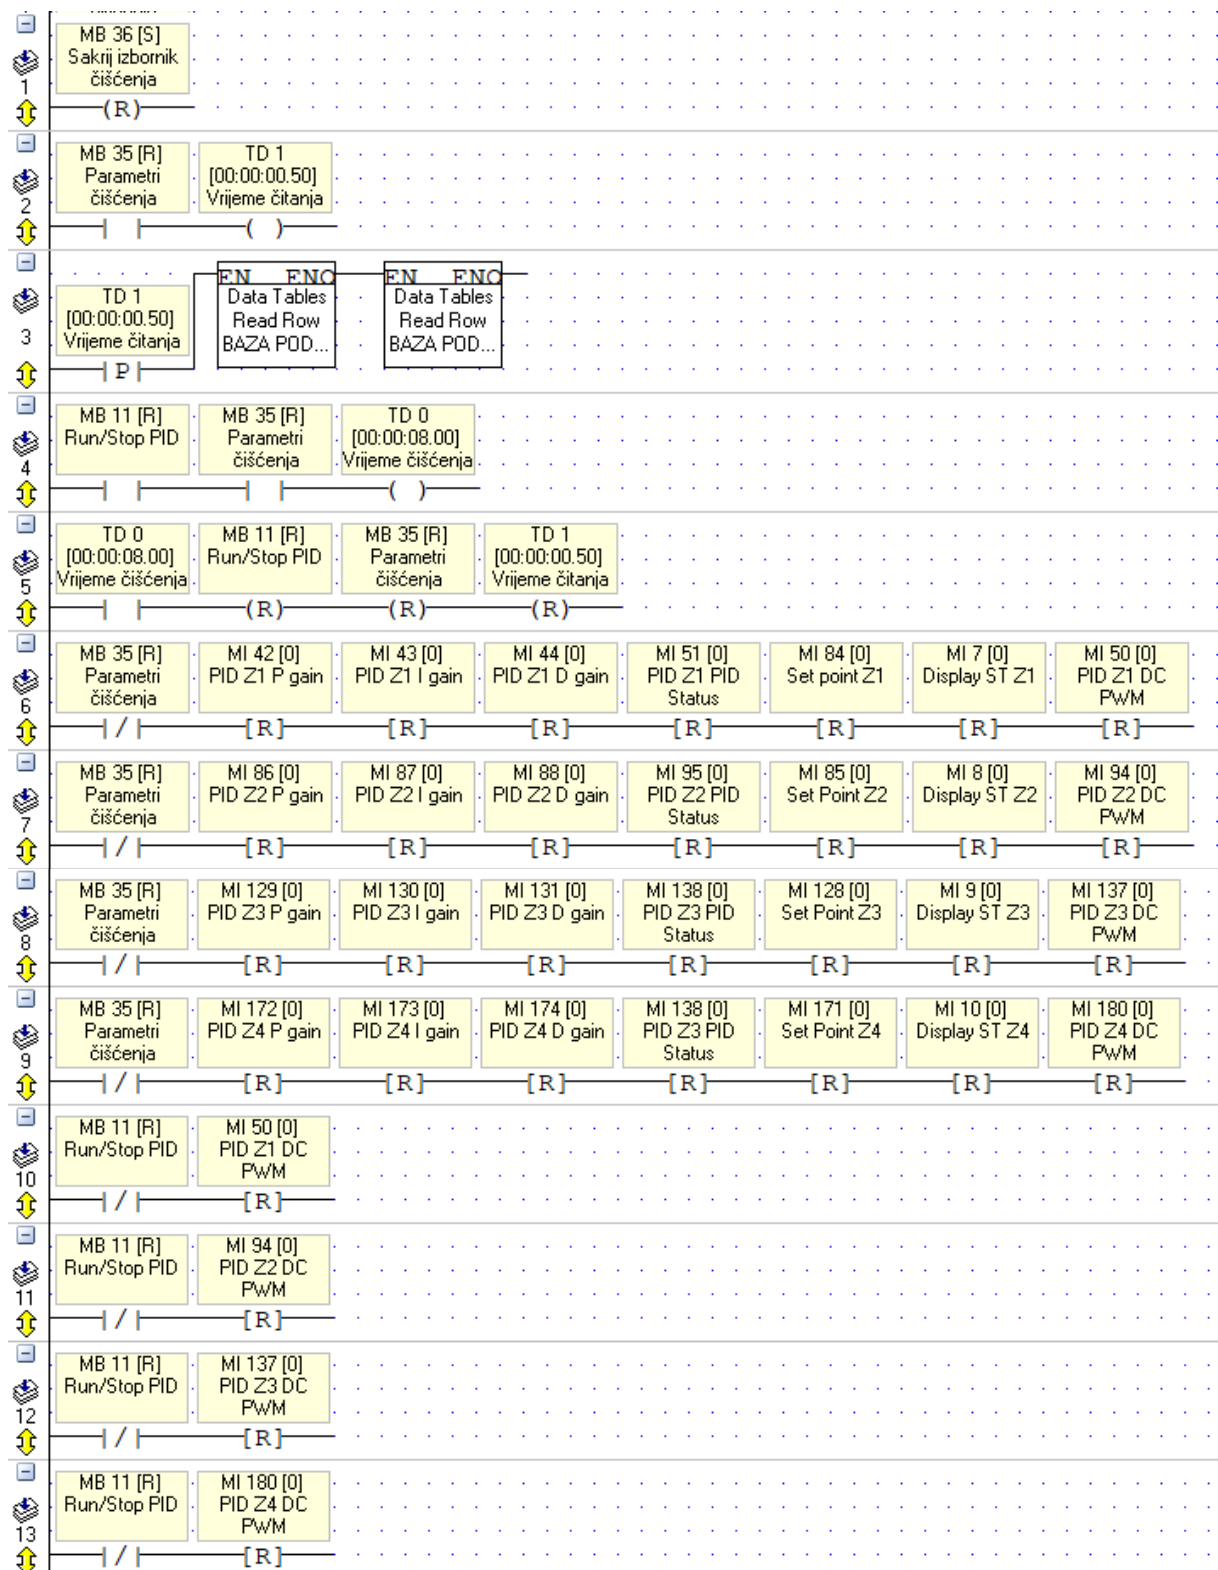 MB 36 [S]
Sakrij izbornik
čišćenja
1
(R)
MB 35 [R] TD 1
Parametri [00:00:00.50]
čišćenja Vrijeme čitanja
2
( )
EN ENO EN ENO
TD 1 Data Tables Data Tables
[00:00:00.50] Read Row Read Row
3 Vrijeme čitanja BAZA POD... BAZA POD...
P
MB 11 [R] MB 35 [R] TD 0
Run/Stop PID Parametri [00:00:08.00]
čišćenja Vrijeme čišćenja
4
( )
TD 0 MB 11 [R] MB 35 [R] TD 1
[00:00:08.00] Run/Stop PID Parametri [00:00:00.50]
Vrijeme čišćenja čišćenja Vrijeme čitanja
5
(R) (R) (R)
MB 35 [R] MI 42 [0] MI 43 [0] MI 44 [0] MI 51 [0] MI 84 [0] MI 7 [0] MI 50 [0]
Parametri PID Z1 P gain PID Z1 I gain PID Z1 D gain PID Z1 PID Set point Z1 Display ST Z1 PID Z1 DC
čišćenja Status PWM
6
/ [R] [R] [R] [R] [R] [R] [R]
MB 35 [R] MI 86 [0] MI 87 [0] MI 88 [0] MI 95 [0] MI 85 [0] MI 8 [0] MI 94 [0]
Parametri PID Z2 P gain PID Z2 I gain PID Z2 D gain PID Z2 PID Set Point Z2 Display ST Z2 PID Z2 DC
čišćenja Status PWM
7
/ [R] [R] [R] [R] [R] [R] [R]
MB 35 [R] MI 129 [0] MI 130 [0] MI 131 [0] MI 138 [0] MI 128 [0] MI 9 [0] MI 137 [0]
Parametri PID Z3 P gain PID Z3 I gain PID Z3 D gain PID Z3 PID Set Point Z3 Display ST Z3 PID Z3 DC
čišćenja Status PWM
8
/ [R] [R] [R] [R] [R] [R] [R]
MB 35 [R] MI 172 [0] MI 173 [0] MI 174 [0] MI 138 [0] MI 171 [0] MI 10 [0] MI 180 [0]
Parametri PID Z4 P gain PID Z4 I gain PID Z4 D gain PID Z3 PID Set Point Z4 Display ST Z4 PID Z4 DC
čišćenja Status PWM
9
/ [R] [R] [R] [R] [R] [R] [R]
MB 11 [R] MI 50 [0]
Run/Stop PID PID Z1 DC
PWM
10
/ [R]
MB 11 [R] MI 94 [0]
Run/Stop PID PID Z2 DC
PWM
11
/ [R]
MB 11 [R] MI 137 [0]
Run/Stop PID PID Z3 DC
PWM
12
/ [R]
MB 11 [R] MI 180 [0]
Run/Stop PID PID Z4 DC
PWM
13
/ [R]